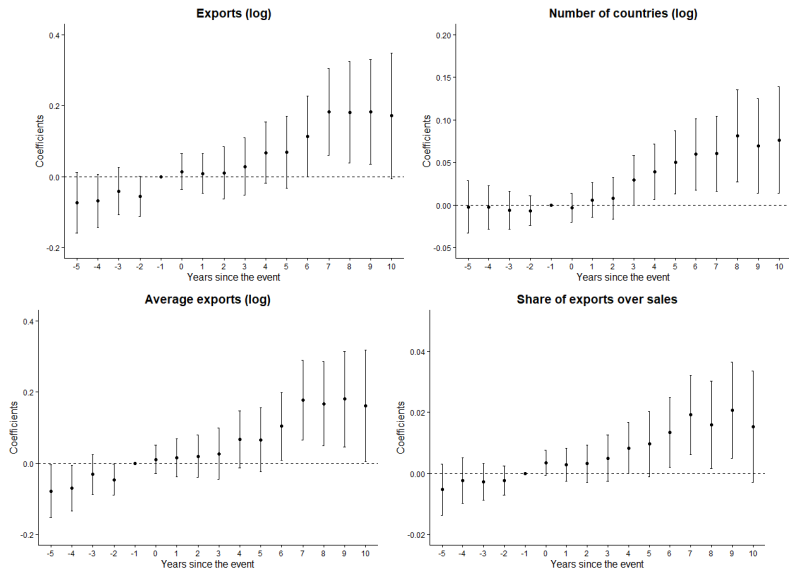 Exports (log)
Coefficients
0.4
0.2
0.0
-0.2
-5 -4 -3 -2 -1 0 1 2 3 4 5 6 7 8 9 10
Years since the event
Number of countries (log)
Coefficients
0.20
0.15
0.10
0.05
0.00
-0.05
-5 -4 -3 -2 -1 0 1 2 3 4 5 6 7 8 9 10
Years since the event
Average exports (log)
Coefficients
0.4
0.2
0.0
-0.2
-5 -4 -3 -2 -1 0 1 2 3 4 5 6 7 8 9 10
Years since the event
Share of exports over sales
Coefficients
0.04
0.02
0.00
-0.02
-5 -4 -3 -2 -1 0 1 2 3 4 5 6 7 8 9 10
Years since the event